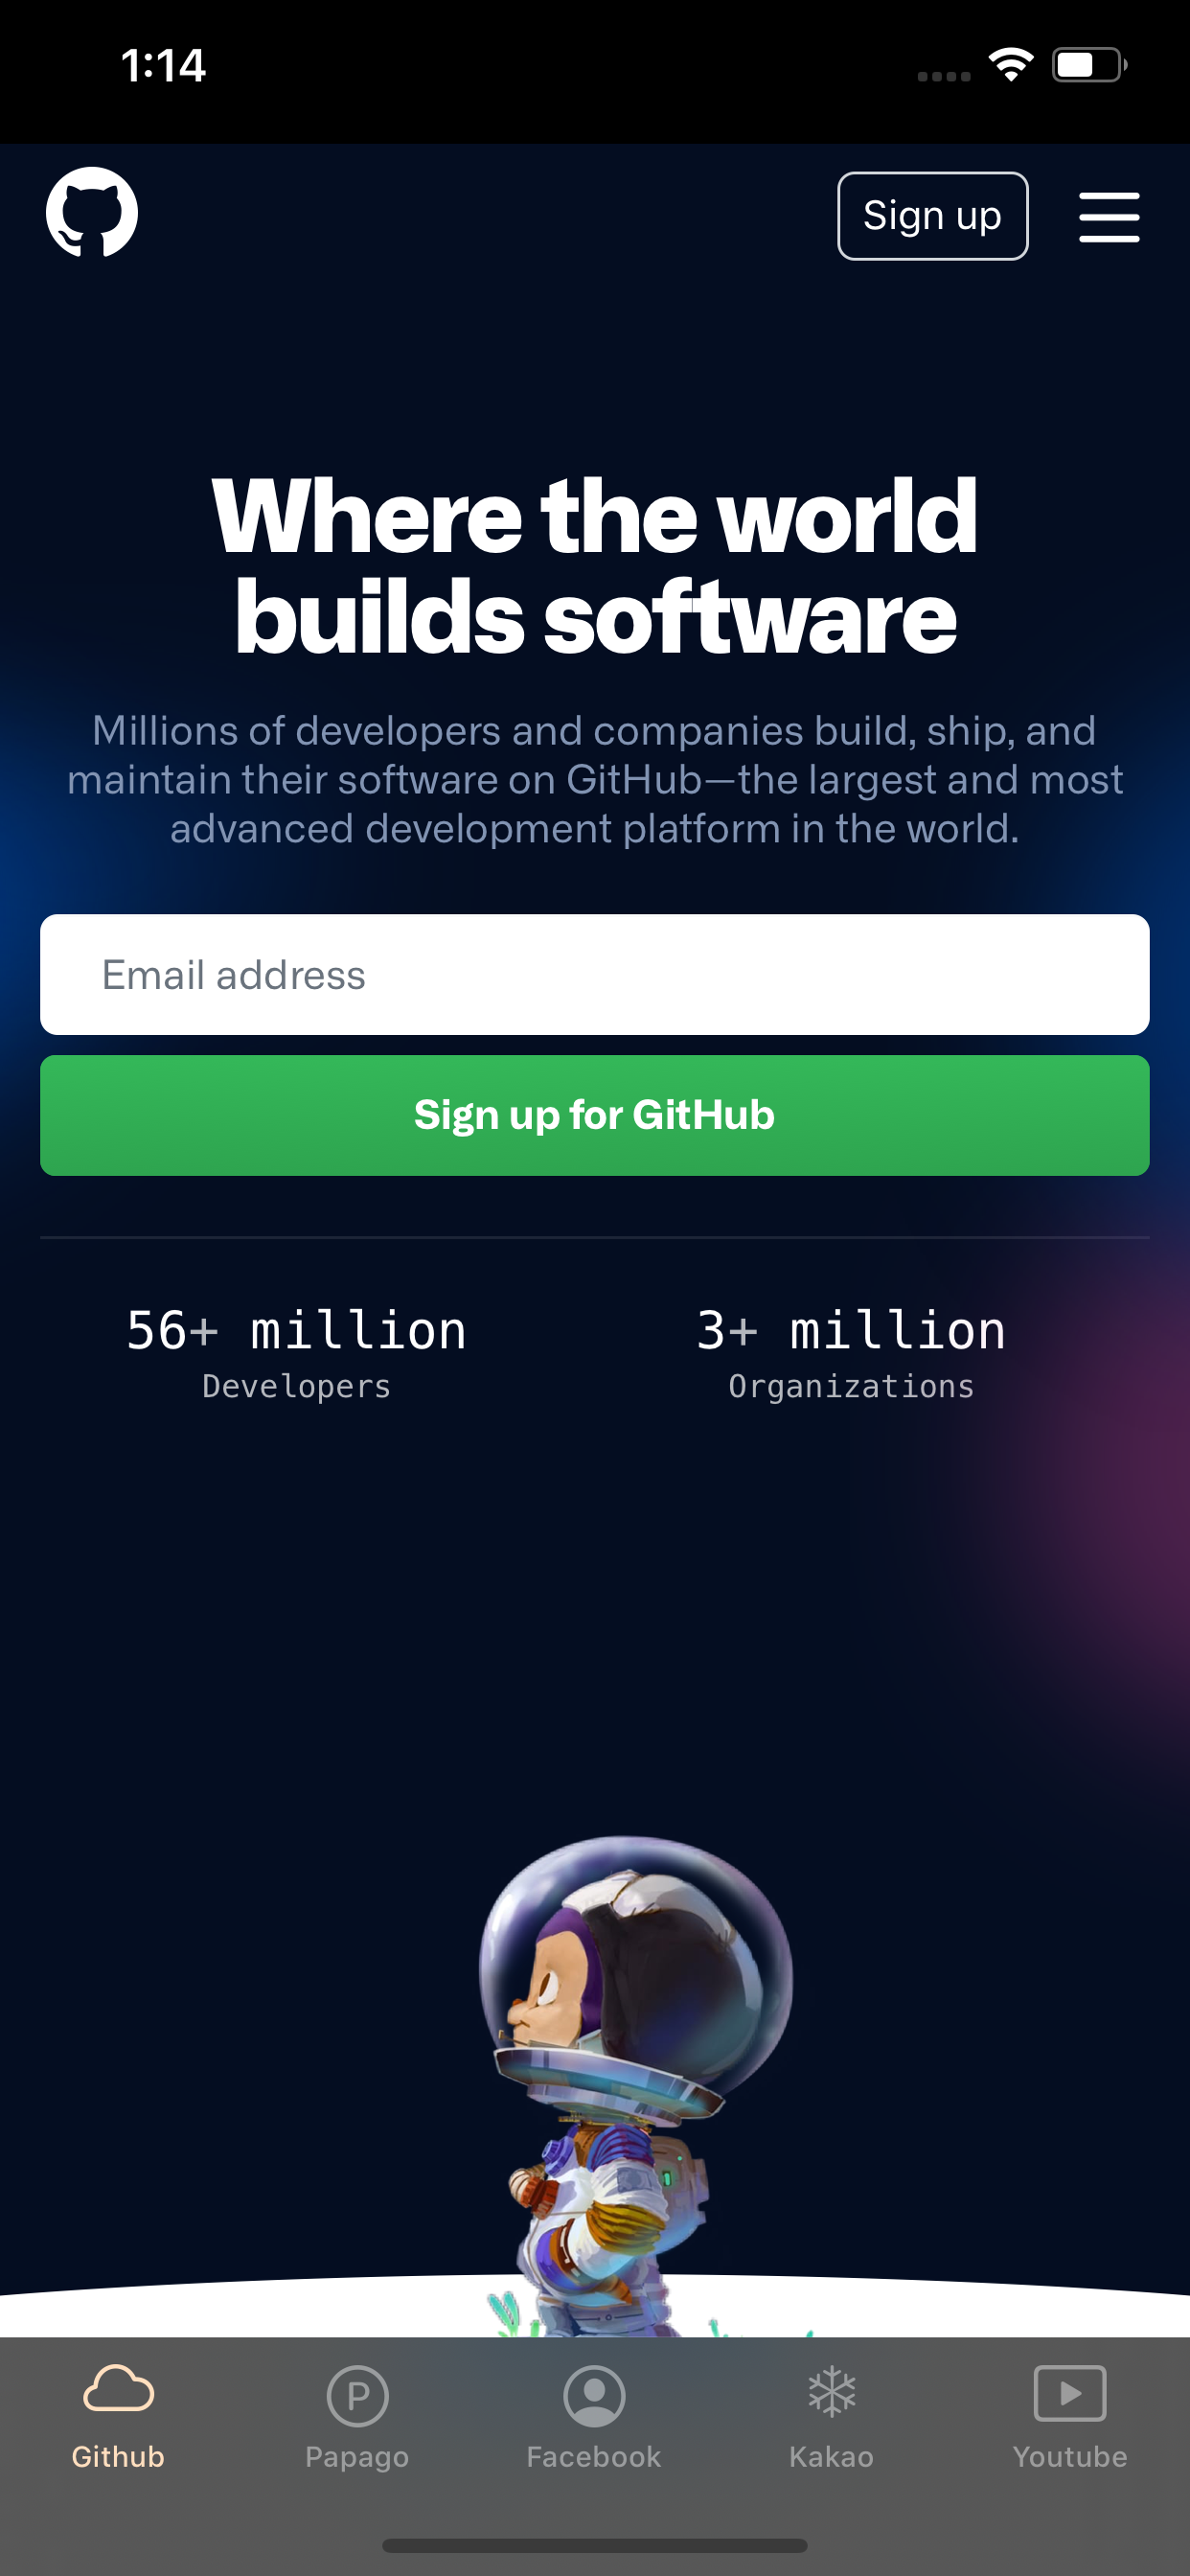 1:14
Sign up
Where the world
builds software
Millions of developers and companies build, ship, and
maintain their software on GitHub—the largest and most
advanced development platform in the world.
Email address
Sign up for GitHub
56+ million
Developers
3+ million
Organizations
Github
Papago
Facebook
Kakao
Youtube